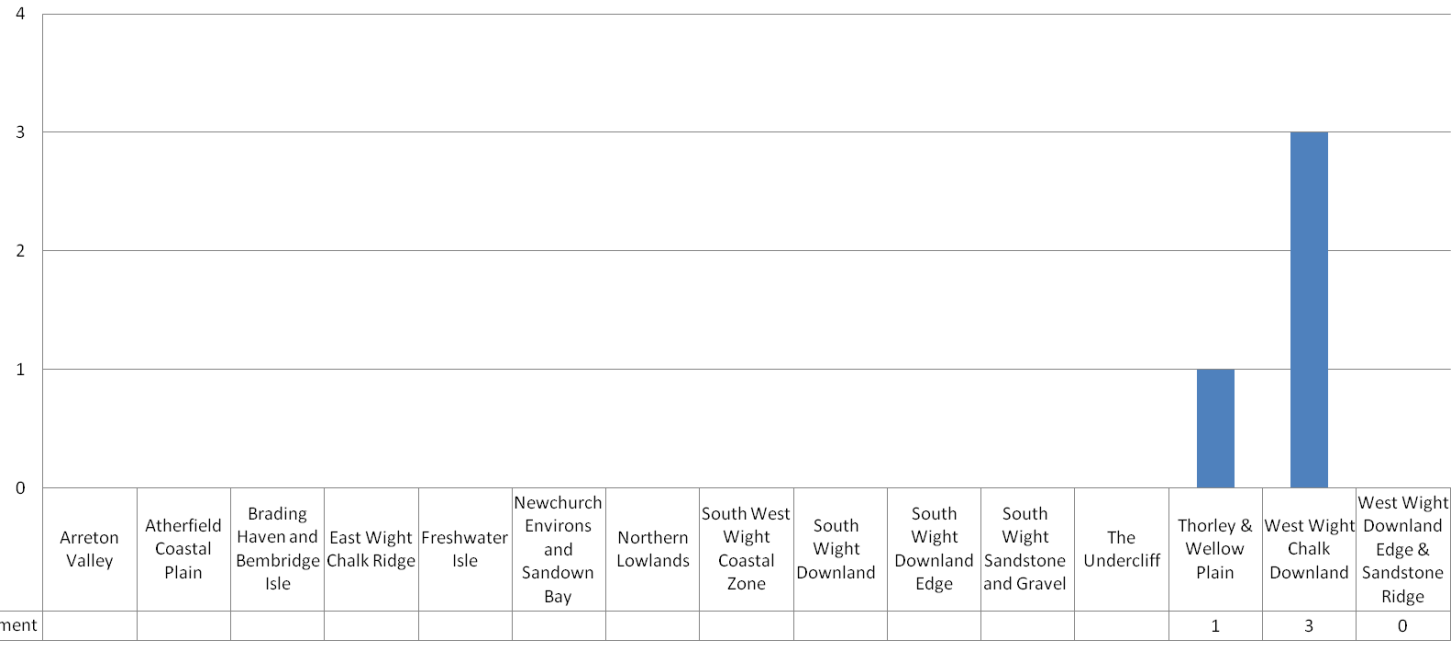 4
3
2
1
0
Arreton
Valley
Atherfield
Coastal
Plain
Brading
Haven and
Bembridge
Isle
East Wight
Chalk Ridge
Freshwater
Isle
Newchurch
Environs
and
Sandown
Bay
Northern
Lowlands
South West
Wight
Coastal
Zone
South
Wight
Downland
South
Wight
Downland
Edge
South
Wight
Sandstone
and Gravel
The
Undercliff
Thorley &
Wellow
Plain
West Wight
Chalk
Downland
West Wight
Downland
Edge &
Sandstone
Ridge
ment
1
3
0